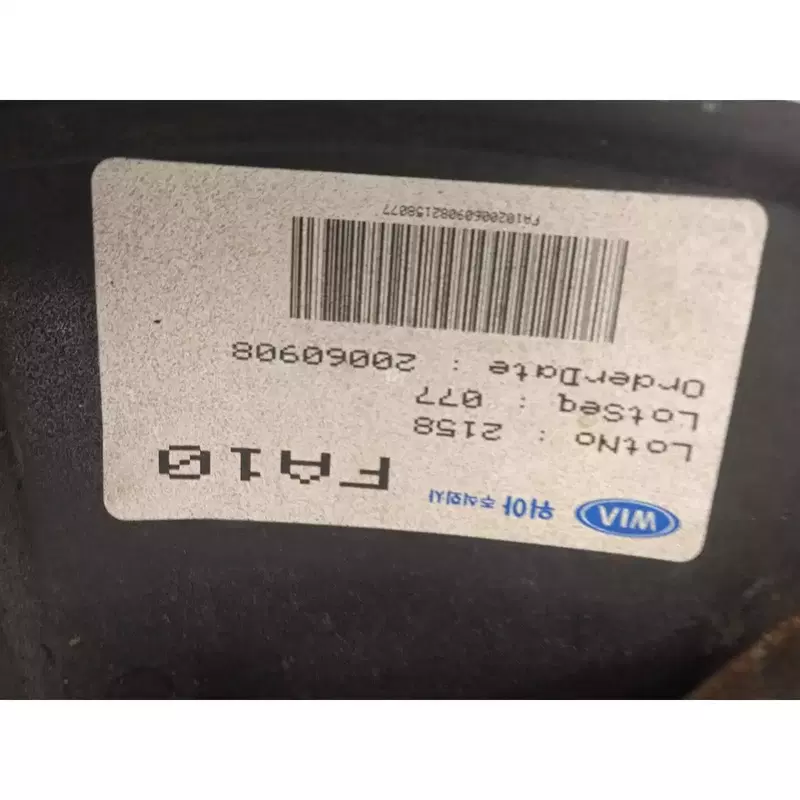 WIA 위아 주식회사 FA10
LotNo : 2158
LotSeq : 077
OrderDate : 20060908
FA10200609082158077